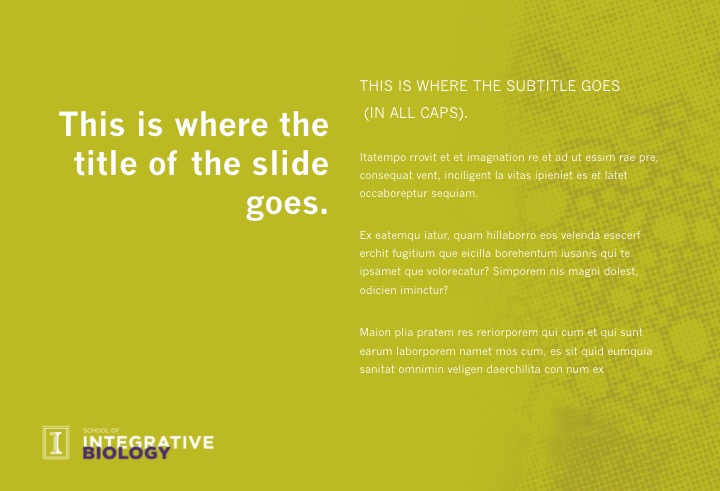 This is where the
title of the slide
goes.
THIS IS WHERE THE SUBTITLE GOES
(IN ALL CAPS).
Itatempo rrovit et et imagnation re et ad ut essim rae pre,
consequat vent, inciligent la vitas ipieniet es et latet
occaboreptur sequiam.
Ex eatemqu iatur, quam hillaborro eos velenda esecerf
erchit fugitium que eicilla borehentum iusanis qui te
ipsamet que volorecatur? Simporem nis magni dolest,
odicien iminctur?
Maion plia pratem res reriorporem qui cum et qui sunt
earum laborporem namet mos cum, es sit quid eumquia
sanitat omnimin veligen daerchilita con num ex
I
SCHOOL OF
INTEGRATIVE
BIOLOGY